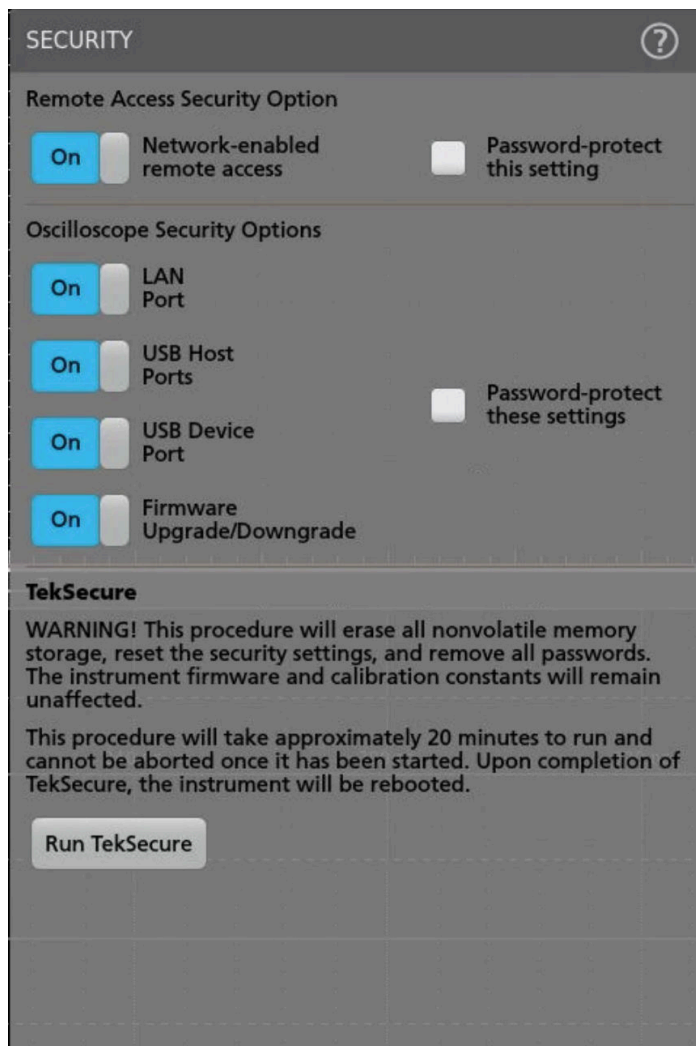 SECURITY
?
Remote Access Security Option
On
Network-enabled
remote access
Password-protect
this setting
Oscilloscope Security Options
On
LAN
Port
On
USB Host
Ports
On
USB Device
Port
Password-protect
these settings
On
Firmware
Upgrade/Downgrade
TekSecure
WARNING! This procedure will erase all nonvolatile memory
storage, reset the security settings, and remove all passwords.
The instrument firmware and calibration constants will remain
unaffected.
This procedure will take approximately 20 minutes to run and
cannot be aborted once it has been started. Upon completion of
TekSecure, the instrument will be rebooted.
Run TekSecure